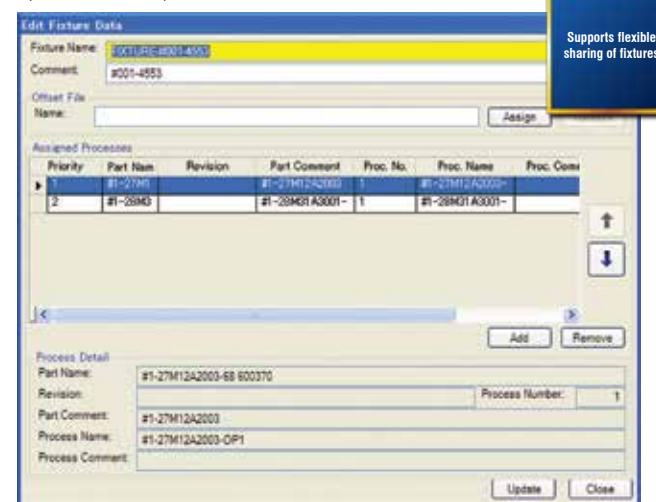 Edit Fixture Data
Supports flexible
sharing of fixtures
Fixture Name: FIXTURE#001-4553
Comment: #001-4553
Offset File
Name: Assign
Assigned Processes
Priority Part Nam Revision Part Comment Proc. No. Proc. Name Proc. Com
1 #1-27M1 #1-27M12A2003 1 #1-27M12A2003-
2 #1-28M3 #1-28M31A3001- 1 #1-28M31A3001-
Add Remove
Process Detail
Part Name: #1-27M12A2003-68 600370
Revision: Process Number: 1
Part Comment: #1-27M12A2003
Process Name: #1-27M12A2003-OP1
Process Comment:
Update Close